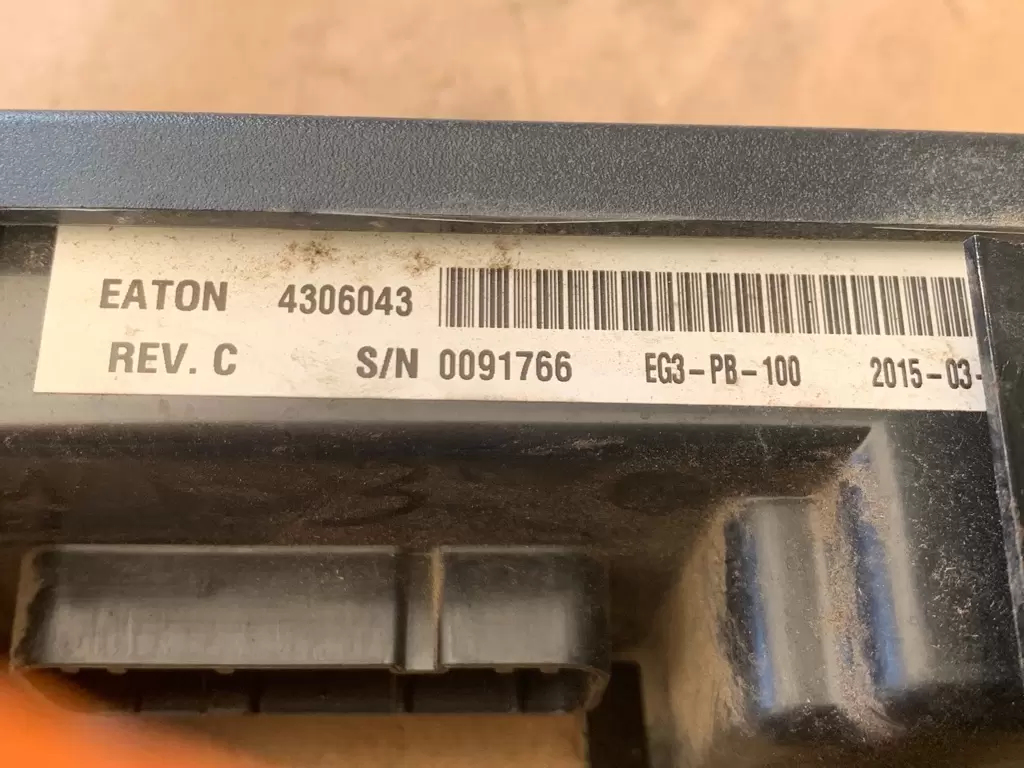 EATON 4306043
REV. C S/N 0091766 EG3-PB-100 2015-03-